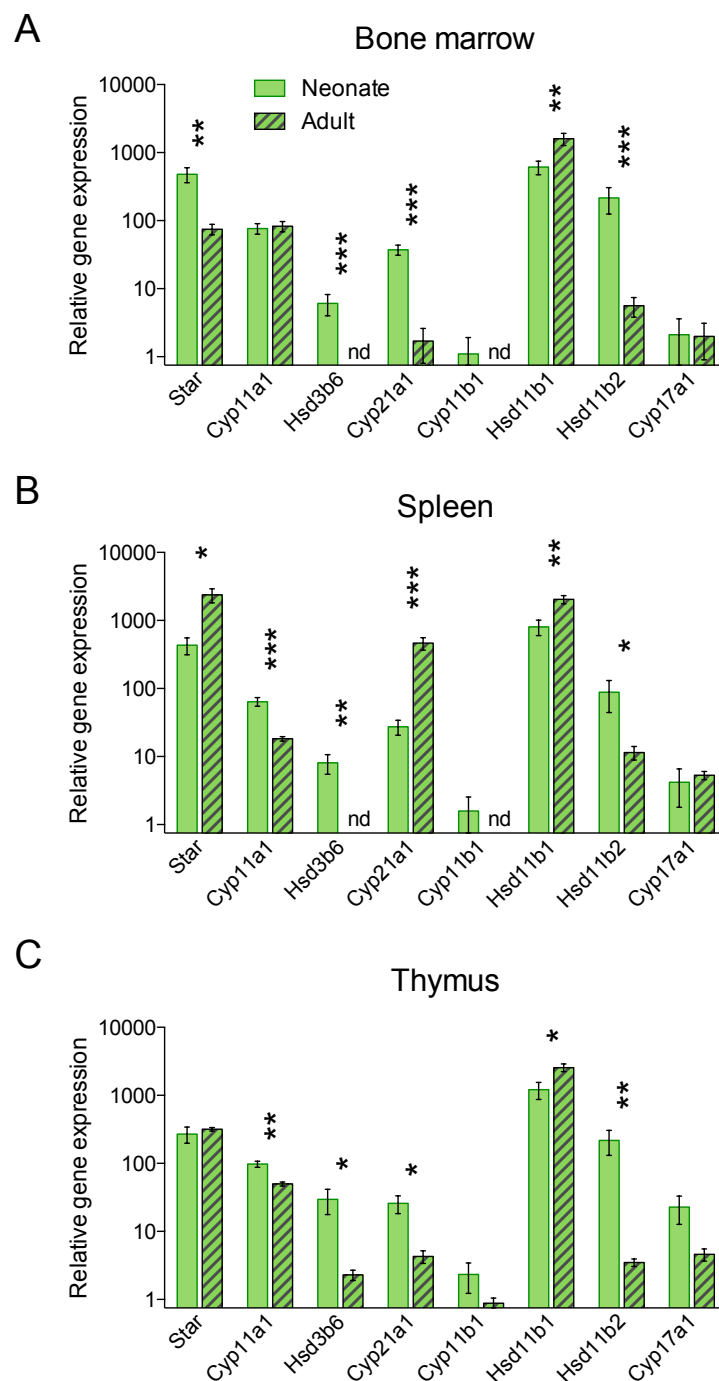 A
Bone marrow
Neonate
Adult
Relative gene expression
10000
1000
100
10
1
**
***
***
**
***
nd
nd
Star
Cyp11a1
Hsd3b6
Cyp21a1
Cyp11b1
Hsd11b1
Hsd11b2
Cyp17a1
B
Spleen
Relative gene expression
10000
1000
100
10
1
*
***
**
***
**
*
nd
nd
Star
Cyp11a1
Hsd3b6
Cyp21a1
Cyp11b1
Hsd11b1
Hsd11b2
Cyp17a1
C
Thymus
Relative gene expression
10000
1000
100
10
1
**
*
*
*
**
Star
Cyp11a1
Hsd3b6
Cyp21a1
Cyp11b1
Hsd11b1
Hsd11b2
Cyp17a1